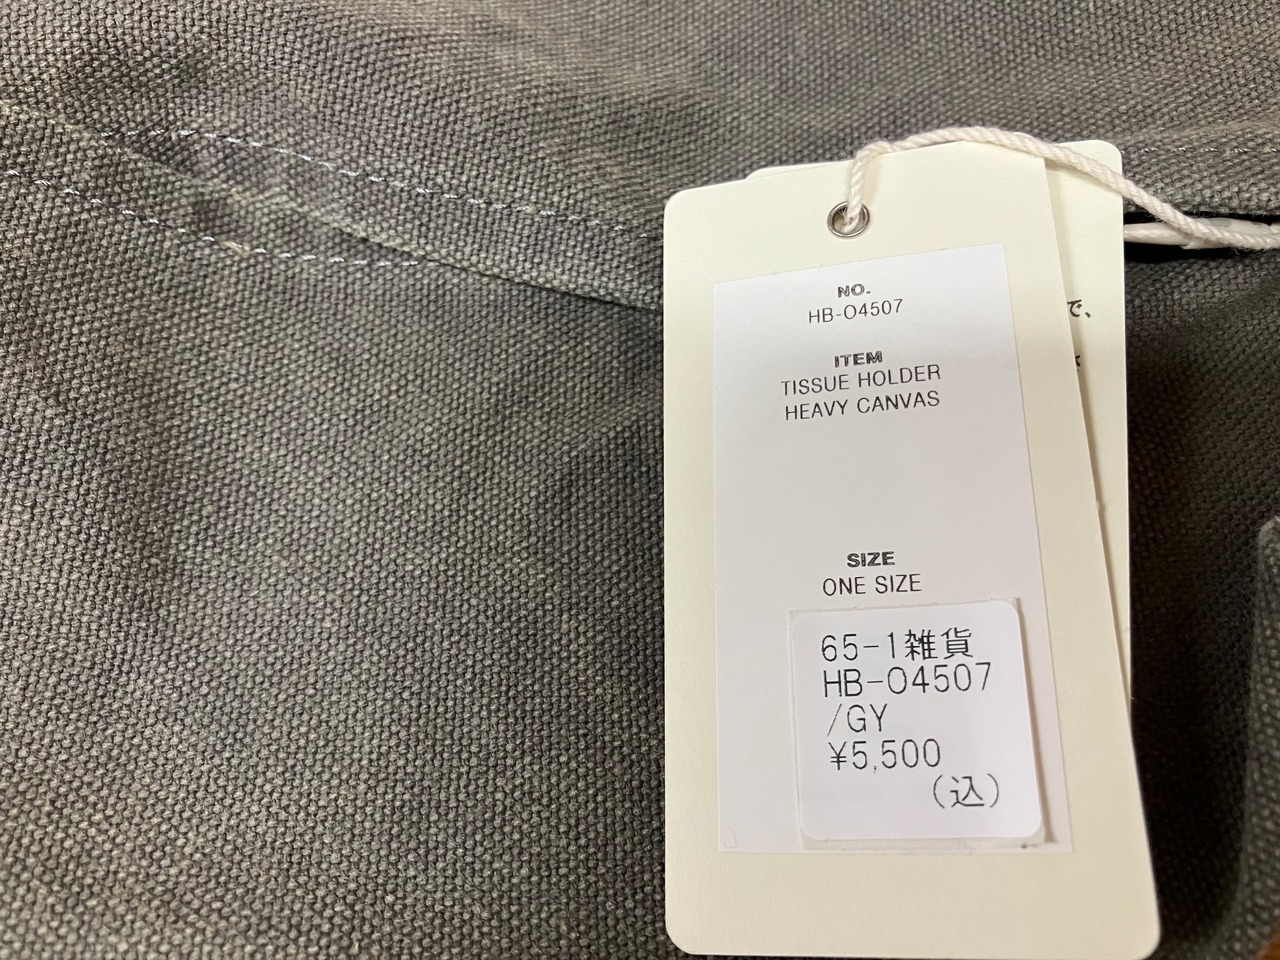 NO.
HB-O4507
ITEM
TISSUE HOLDER
HEAVY CANVAS
SIZE
ONE SIZE
65-1雑貨
HB-O4507
/GY
¥5,500
(込)
で、